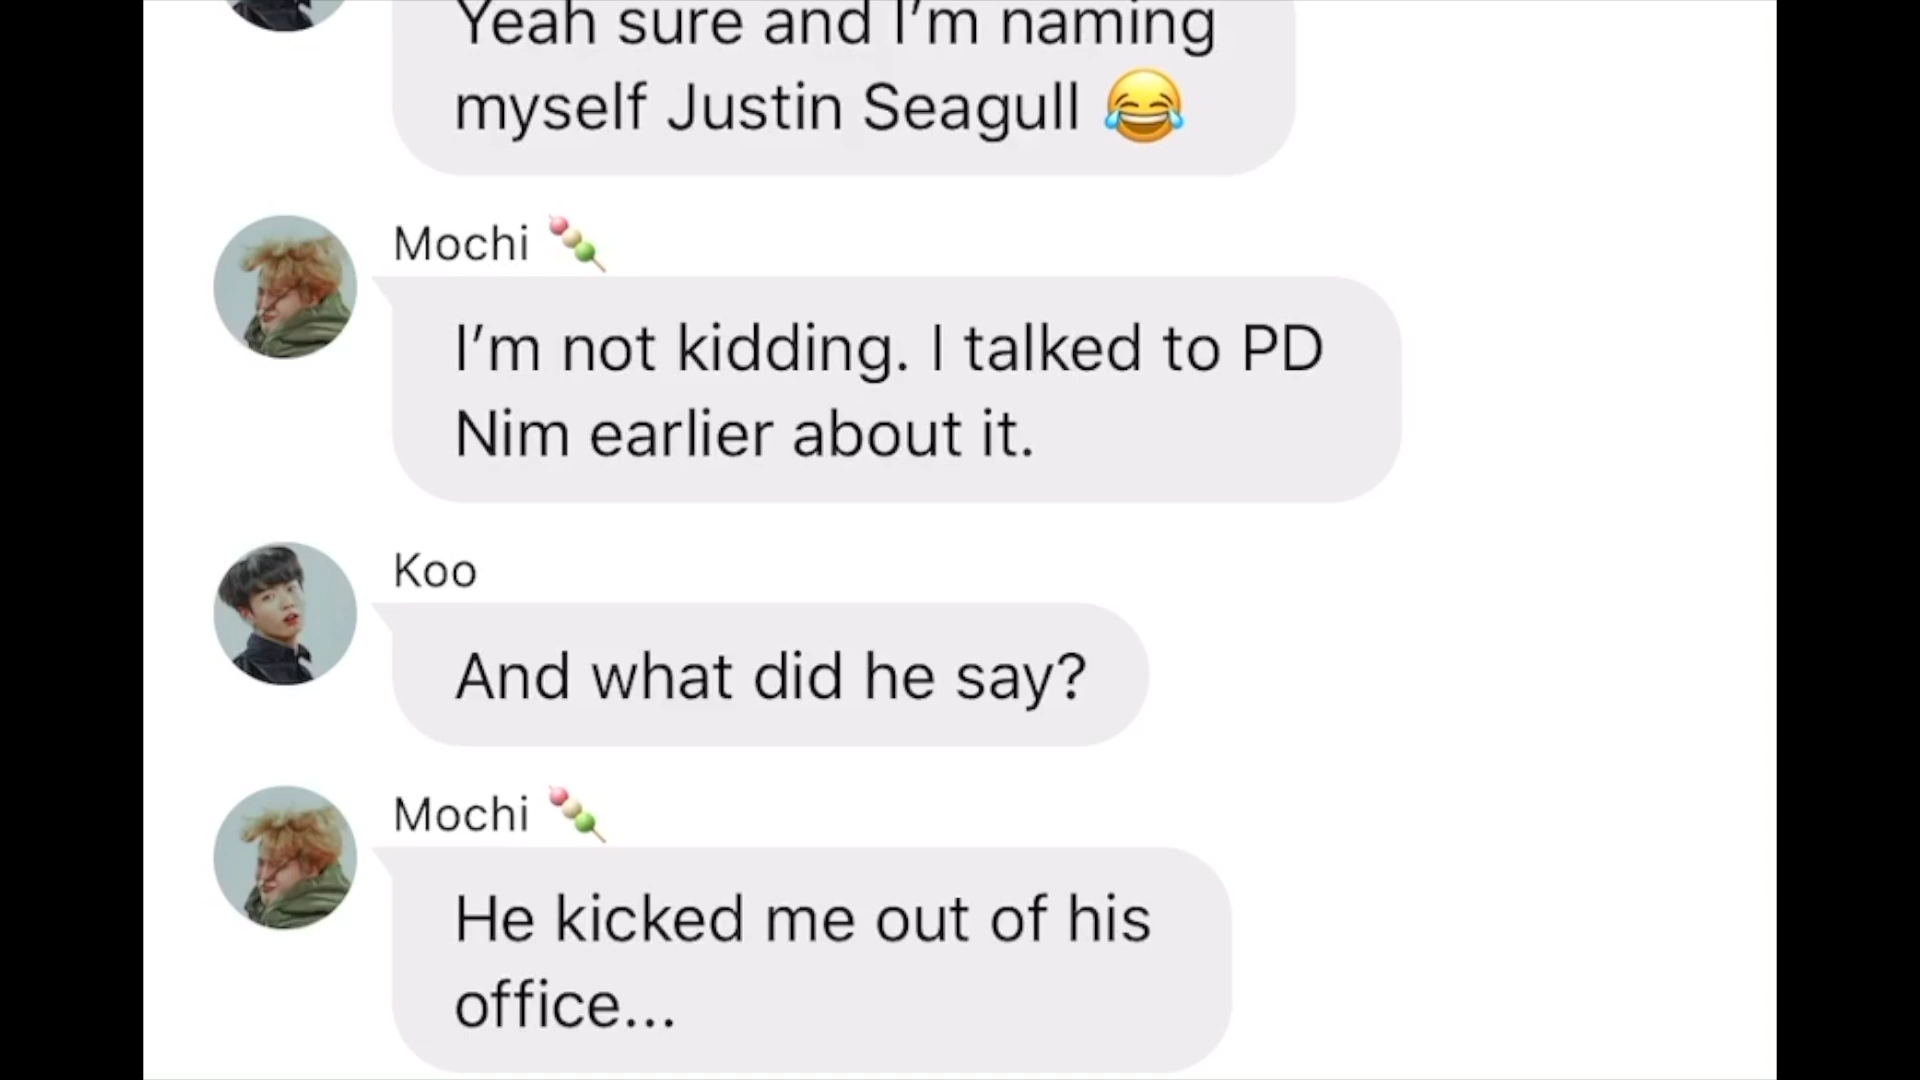 Yeah sure and I’m naming
myself Justin Seagull 😂
Mochi 🍡
I’m not kidding. I talked to PD
Nim earlier about it.
Koo
And what did he say?
Mochi 🍡
He kicked me out of his
office...